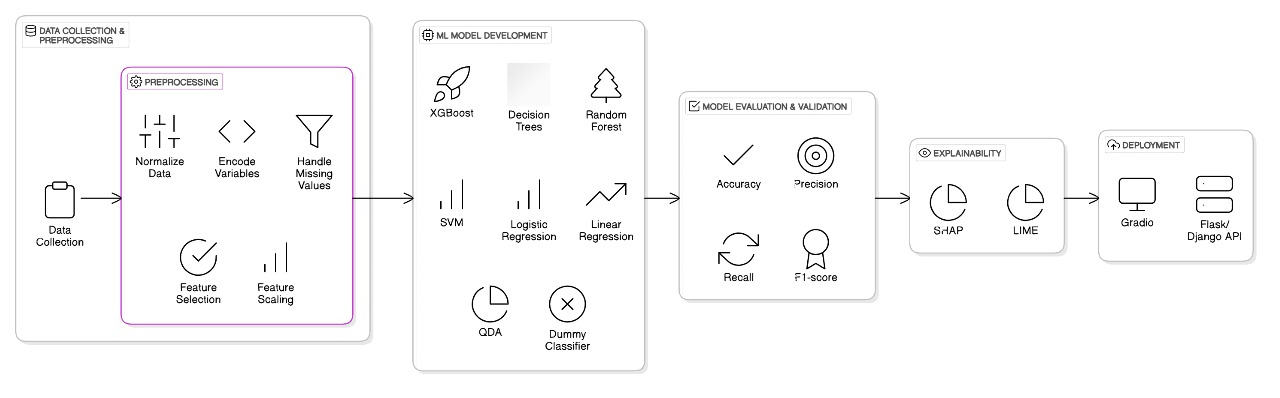 DATA COLLECTION &
PREPROCESSING
PREPROCESSING
Normalize
Data
Encode
Variables
Handle
Missing
Values
Data
Collection
Feature
Selection
Feature
Scaling
ML MODEL DEVELOPMENT
XGBoost
Decision
Trees
Random
Forest
SVM
Logistic
Regression
Linear
Regression
QDA
Dummy
Classifier
MODEL EVALUATION & VALIDATION
Accuracy
Precision
Recall
F1-score
EXPLAINABILITY
SHAP
LIME
DEPLOYMENT
Gradio
Flask/
Django API